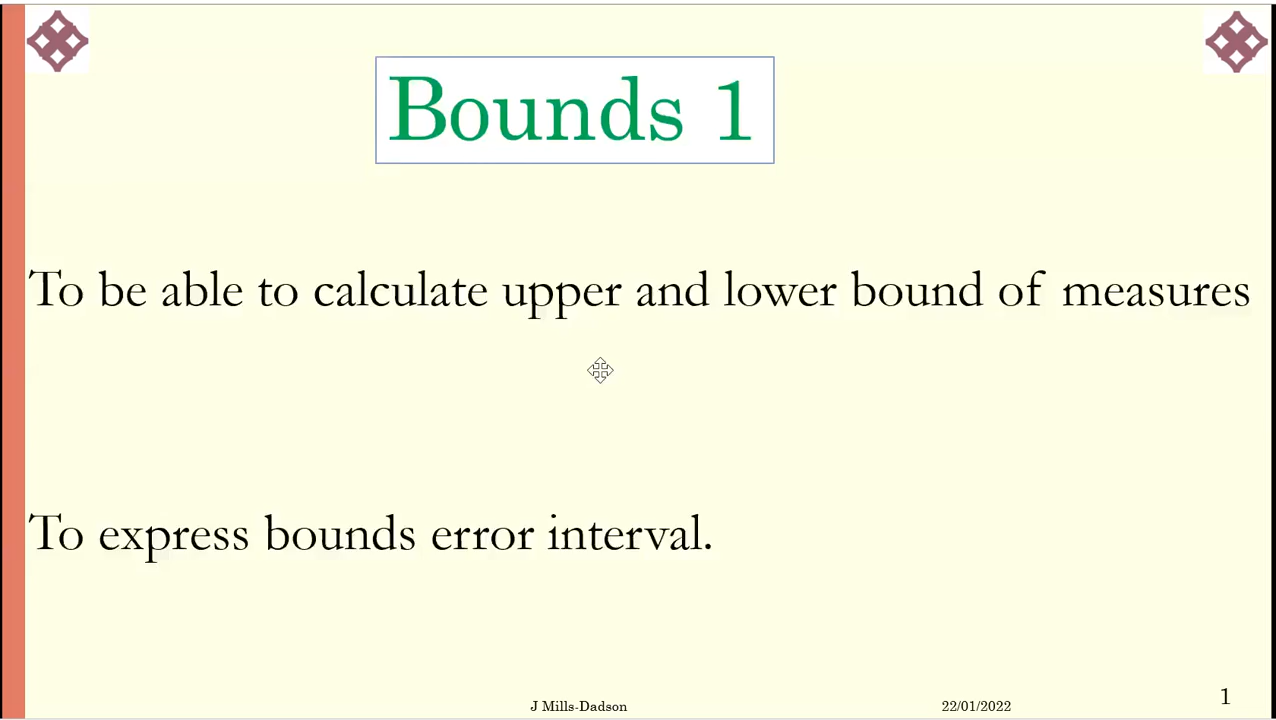 Bounds 1
To be able to calculate upper and lower bound of measures
To express bounds error interval.
J Mills-Dadson
22/01/2022
1